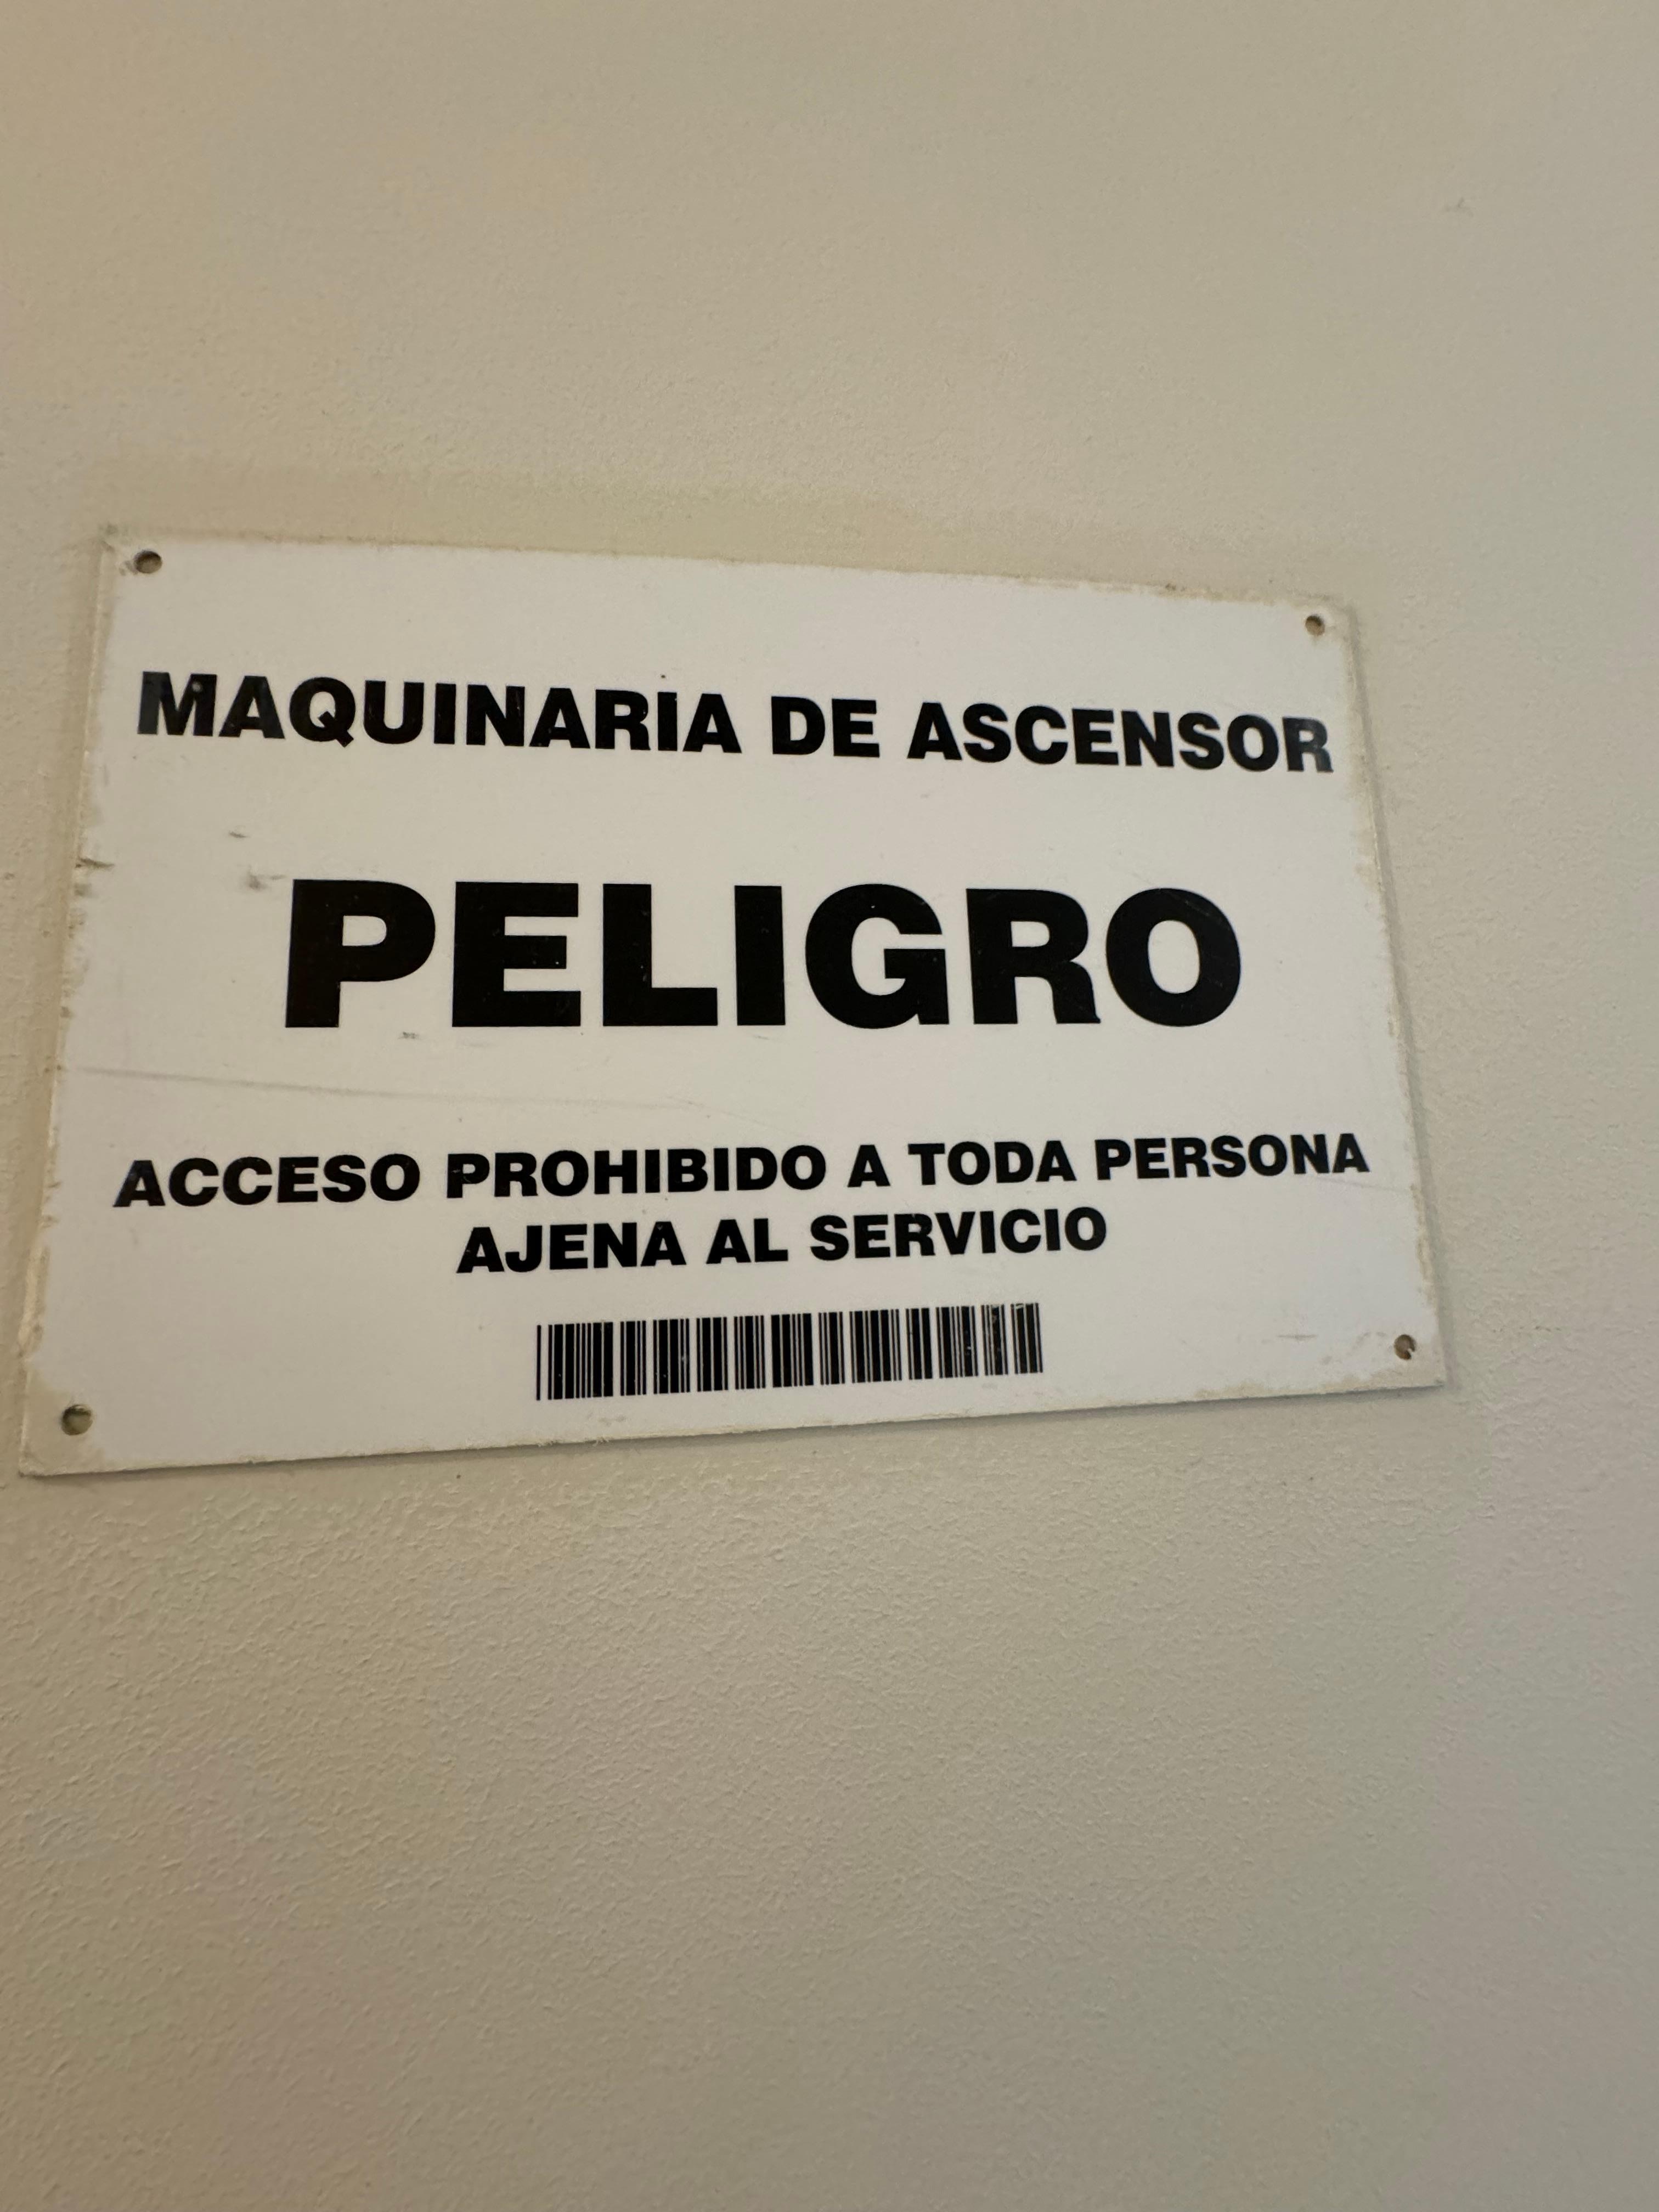 MAQUINARIA DE ASCENSOR
PELIGRO
ACCESO PROHIBIDO A TODA PERSONA
AJENA AL SERVICIO